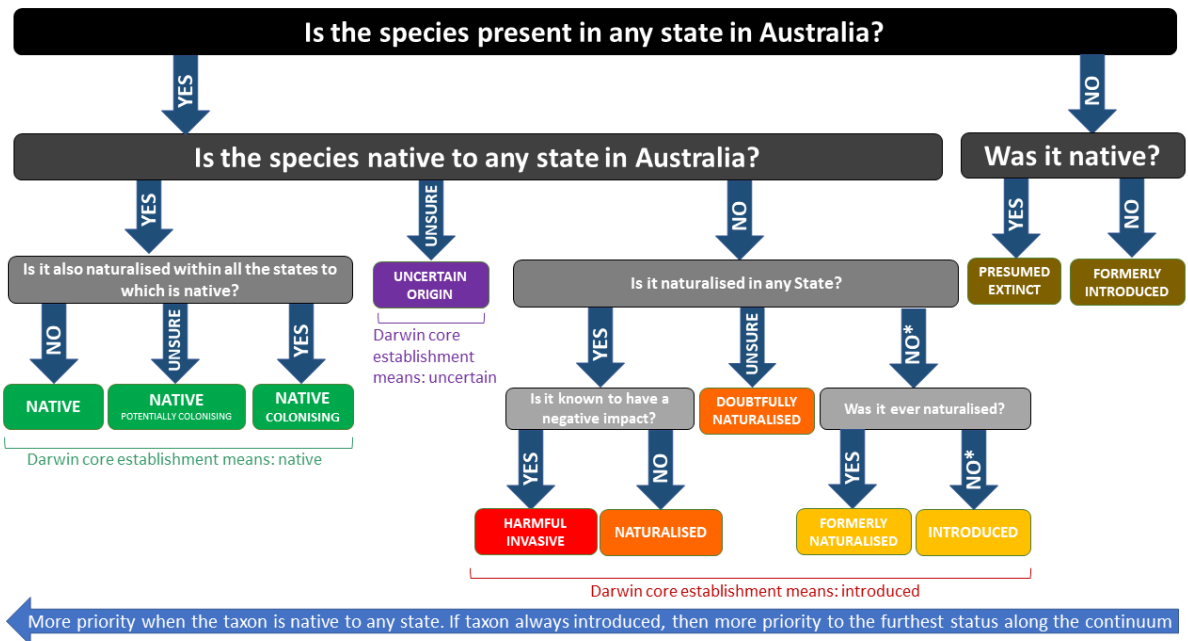 Is the species present in any state in Australia?
YES
NO
Is the species native to any state in Australia?
Was it native?
YES
UNSURE
NO
YES
NO
Is it also naturalised within all the states to
which is native?
UNCERTAIN
ORIGIN
Is it naturalised in any State?
PRESUMED
EXTINCT
FORMERLY
INTRODUCED
NO
UNSURE
YES
Darwin core
establishment
means: uncertain
YES
UNSURE
NO*
NATIVE
NATIVE
POTENTIALLY COLONISING
NATIVE
COLONISING
Is it known to have a
negative impact?
DOUBTFULLY
NATURALISED
Was it ever naturalised?
Darwin core establishment means: native
YES
NO
YES
NO*
HARMFUL
INVASIVE
NATURALISED
FORMERLY
NATURALISED
INTRODUCED
Darwin core establishment means: introduced
More priority when the taxon is native to any state. If taxon always introduced, then more priority to the furthest status along the continuum